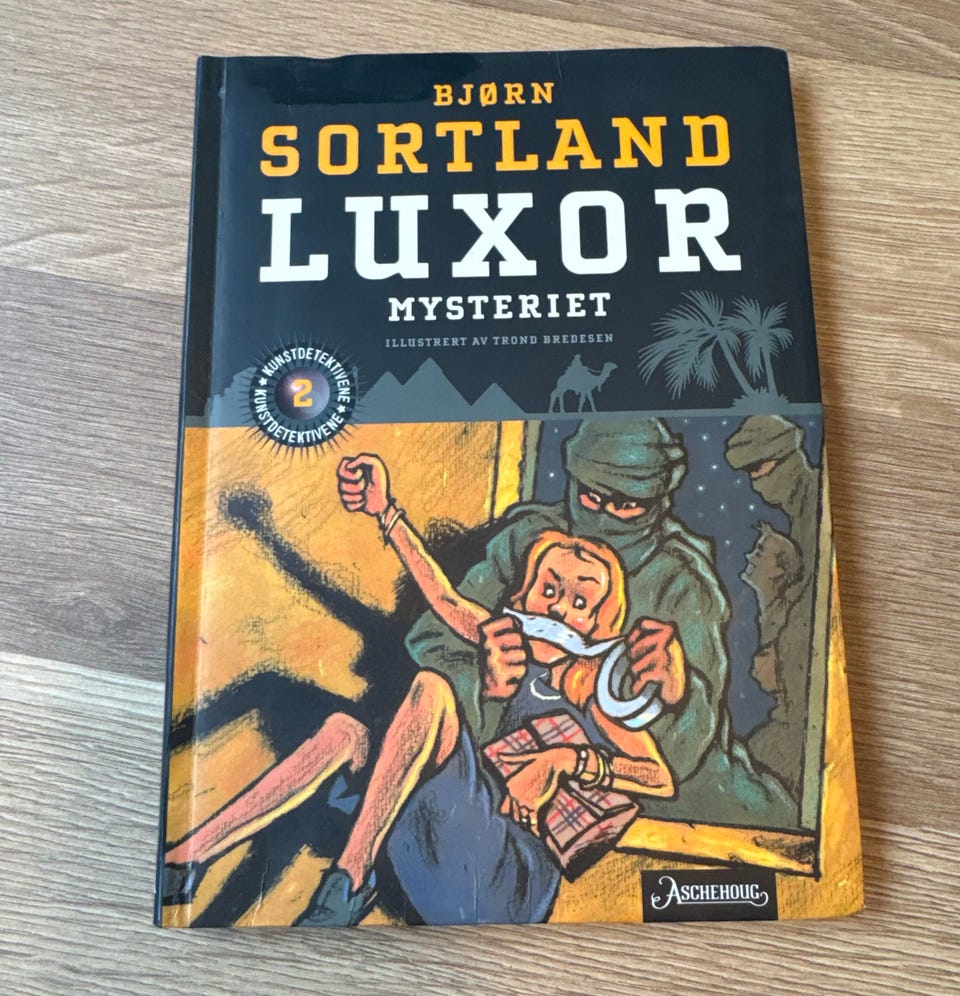 BJØRN
SORTLAND
LUXOR
MYSTERIET
ILLUSTRERT AV TROND BREDESEN
KUNSTDETEKTIVENE ★ KUNSTDETEKTIVENE ★
2
ASCHEHOUG